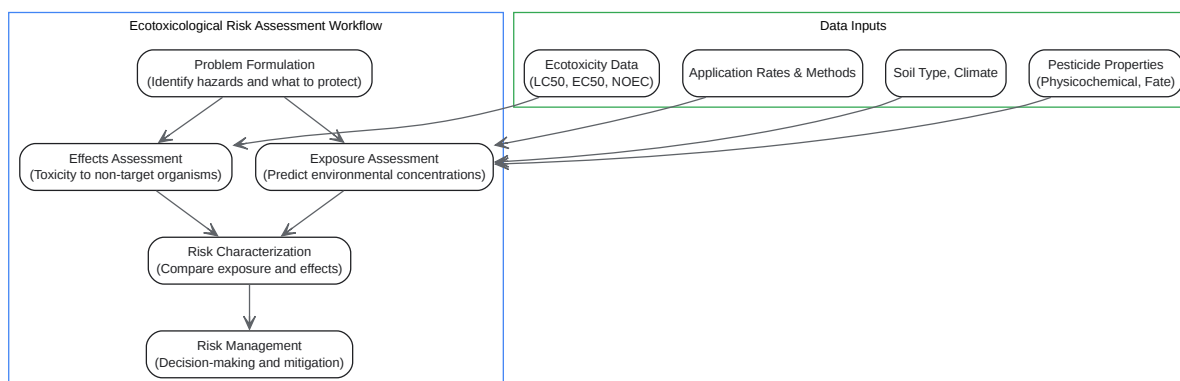 Ecotoxicological Risk Assessment Workflow
Problem Formulation
(Identify hazards and what to protect)
Effects Assessment
(Toxicity to non-target organisms)
Exposure Assessment
(Predict environmental concentrations)
Risk Characterization
(Compare exposure and effects)
Risk Management
(Decision-making and mitigation)
Data Inputs
Ecotoxicity Data
(LC50, EC50, NOEC)
Application Rates & Methods
Soil Type, Climate
Pesticide Properties
(Physicochemical, Fate)